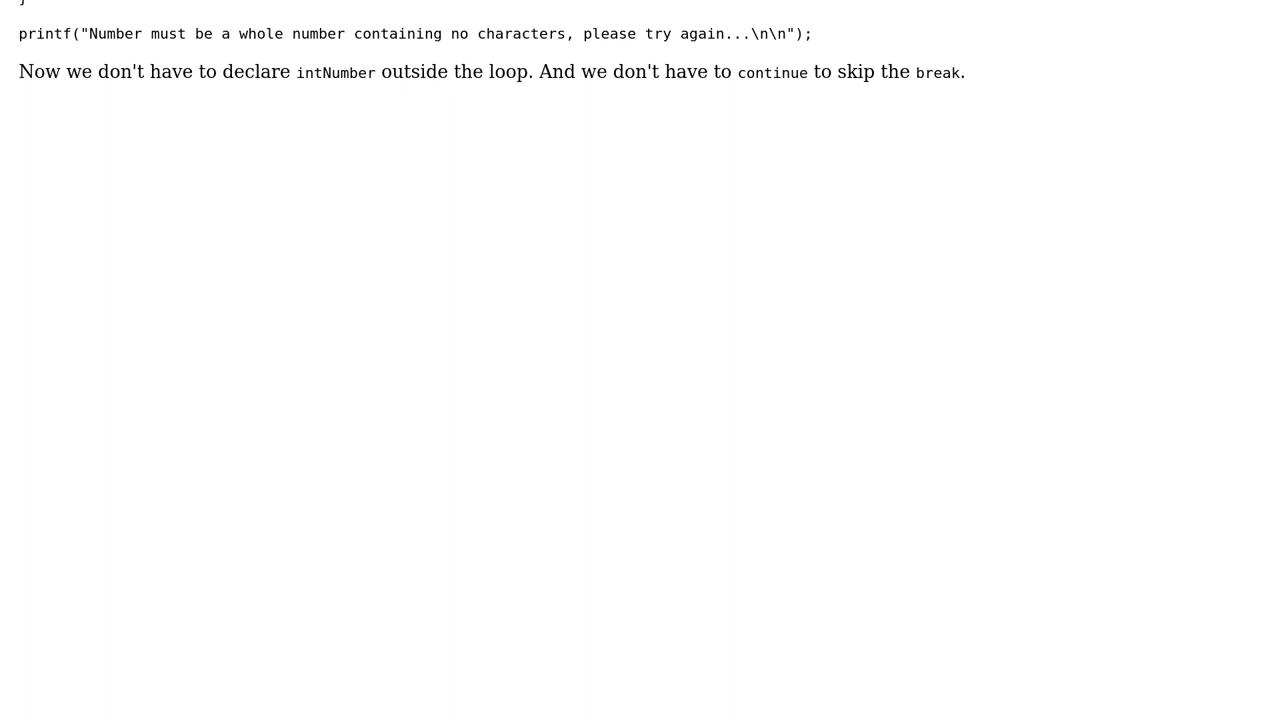 }
printf("Number must be a whole number containing no characters, please try again...\n\n");
Now we don't have to declare intNumber outside the loop. And we don't have to continue to skip the break.